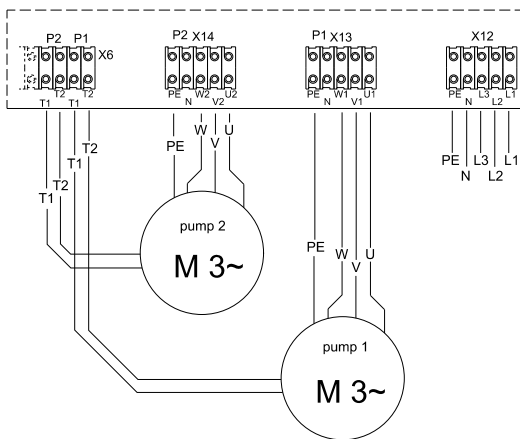 P2 P1
X6
P2 X14
P1 X13
X12
T1 T2 T1 T2
PE N W2 V2 U2
PE N W1 V1 U1
PE N L3 L2 L1
T1 T2 T1 T2
PE W V U
PE W V U
PE N L3 L2 L1
pump 2
M 3~
pump 1
M 3~
T1
T2